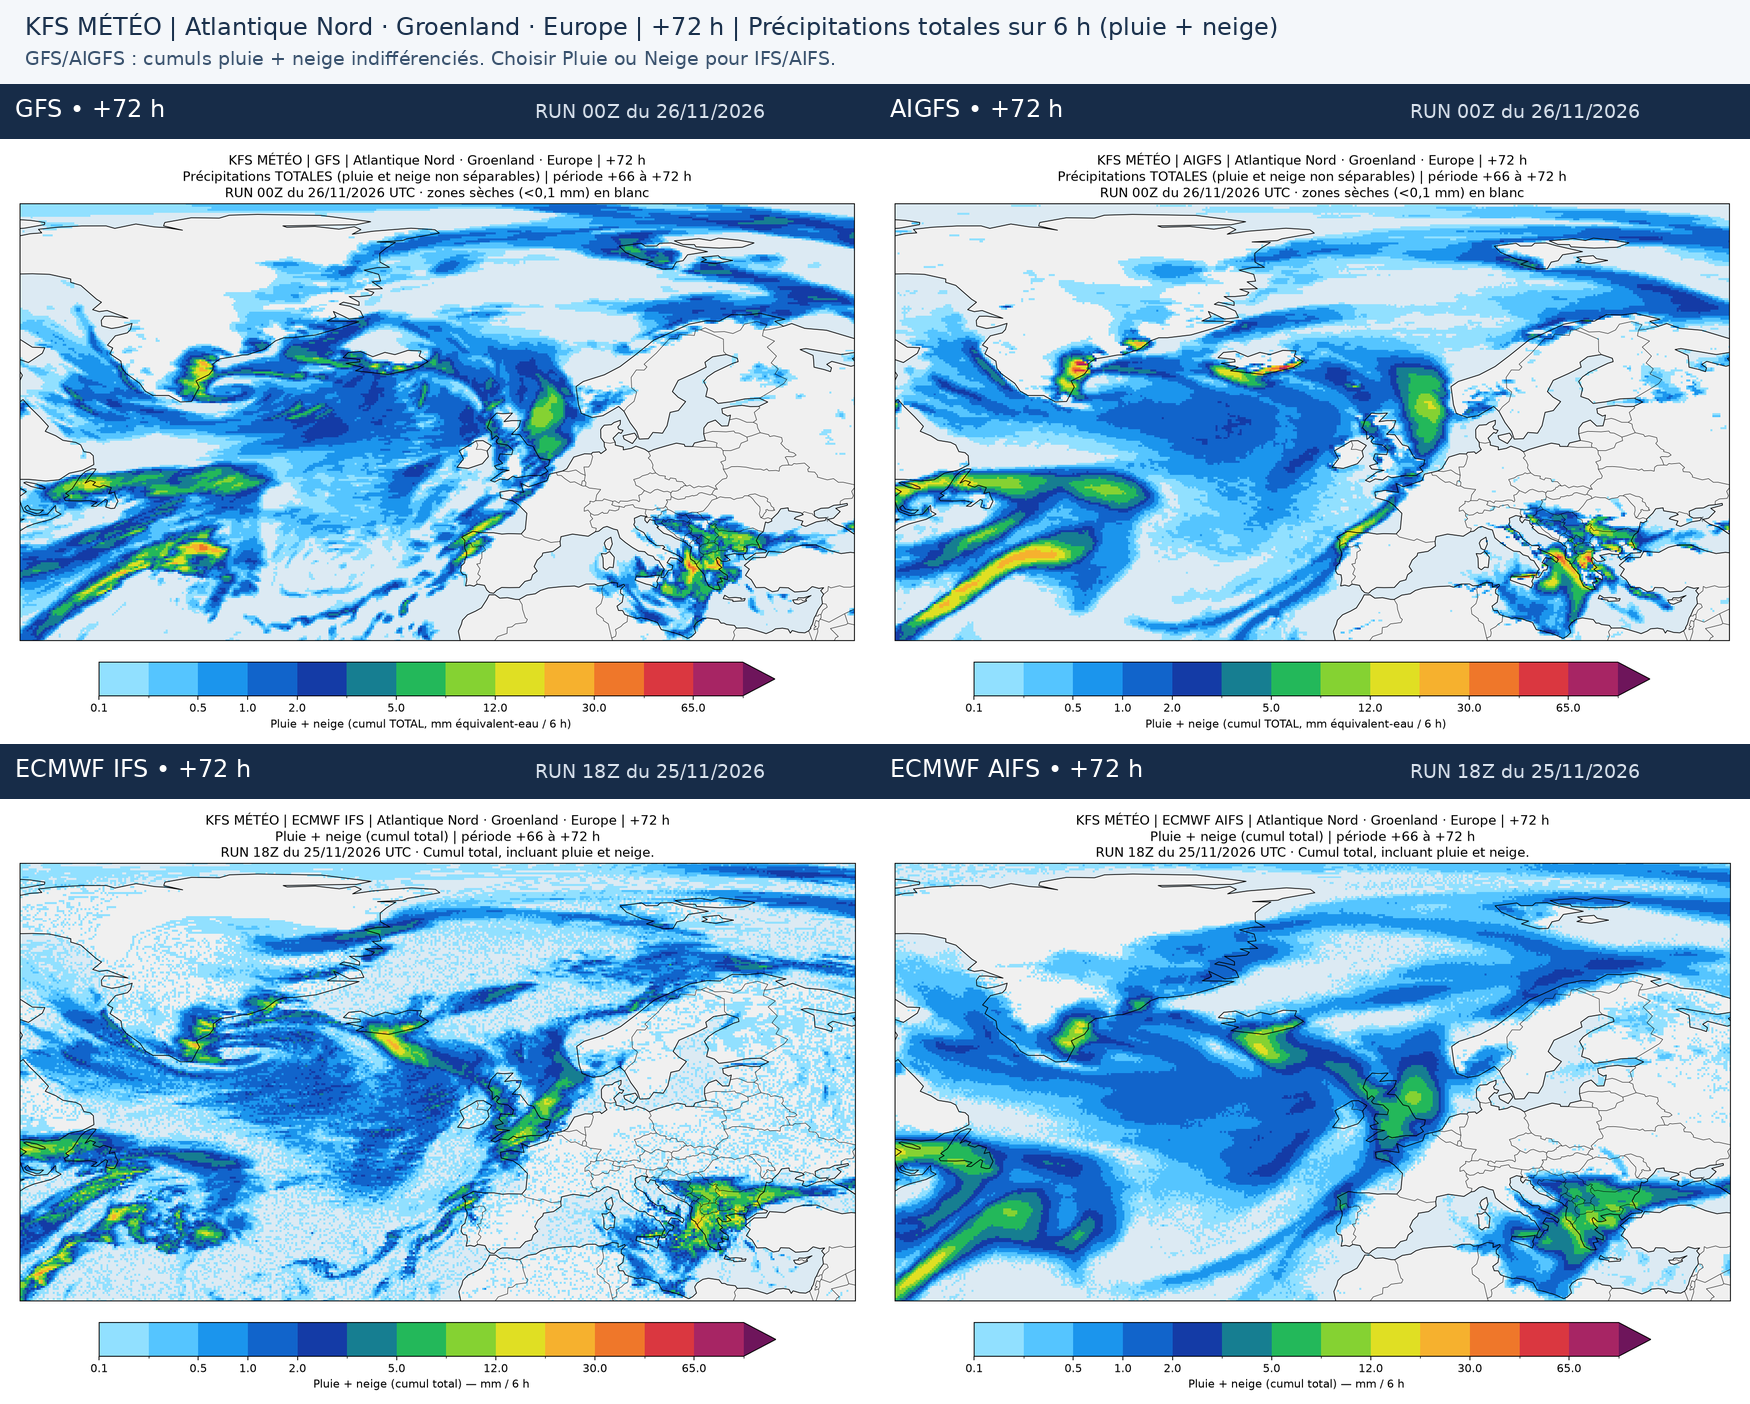 KFS MÉTÉO | Atlantique Nord · Groenland · Europe | +72 h | Précipitations totales sur 6 h (pluie + neige)
GFS/AIGFS : cumuls pluie + neige indifférenciés. Choisir Pluie ou Neige pour IFS/AIFS.
GFS • +72 h
RUN 00Z du 26/11/2026
AIGFS • +72 h
RUN 00Z du 26/11/2026
KFS MÉTÉO | GFS | Atlantique Nord · Groenland · Europe | +72 h
Précipitations TOTALES (pluie et neige non séparables) | période +66 à +72 h
RUN 00Z du 26/11/2026 UTC · zones sèches (<0,1 mm) en blanc
KFS MÉTÉO | AIGFS | Atlantique Nord · Groenland · Europe | +72 h
Précipitations TOTALES (pluie et neige non séparables) | période +66 à +72 h
RUN 00Z du 26/11/2026 UTC · zones sèches (<0,1 mm) en blanc
0.1 0.5 1.0 2.0 5.0 12.0 30.0 65.0
Pluie + neige (cumul TOTAL, mm équivalent-eau / 6 h)
0.1 0.5 1.0 2.0 5.0 12.0 30.0 65.0
Pluie + neige (cumul TOTAL, mm équivalent-eau / 6 h)
ECMWF IFS • +72 h
RUN 18Z du 25/11/2026
ECMWF AIFS • +72 h
RUN 18Z du 25/11/2026
KFS MÉTÉO | ECMWF IFS | Atlantique Nord · Groenland · Europe | +72 h
Pluie + neige (cumul total) | période +66 à +72 h
RUN 18Z du 25/11/2026 UTC · Cumul total, incluant pluie et neige.
KFS MÉTÉO | ECMWF AIFS | Atlantique Nord · Groenland · Europe | +72 h
Pluie + neige (cumul total) | période +66 à +72 h
RUN 18Z du 25/11/2026 UTC · Cumul total, incluant pluie et neige.
0.1 0.5 1.0 2.0 5.0 12.0 30.0 65.0
Pluie + neige (cumul total) — mm / 6 h
0.1 0.5 1.0 2.0 5.0 12.0 30.0 65.0
Pluie + neige (cumul total) — mm / 6 h